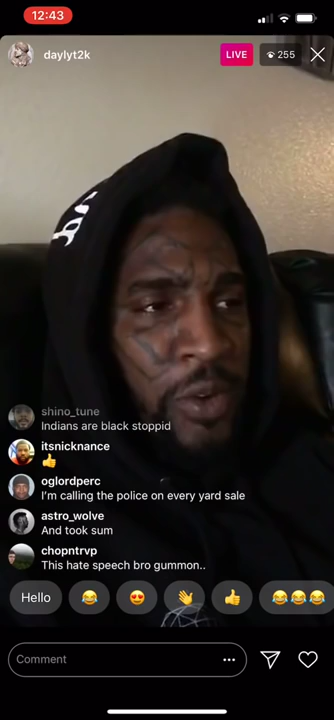 12:43
daylyt2k
LIVE
255
shino_tune
Indians are black stoppid
itsnicknance
👍
oglordperc
I'm calling the police on every yard sale
astro_wolve
And took sum
chopntrvp
This hate speech bro gummon..
Hello
😂
😍
👋
👍
😂😂😂
Comment